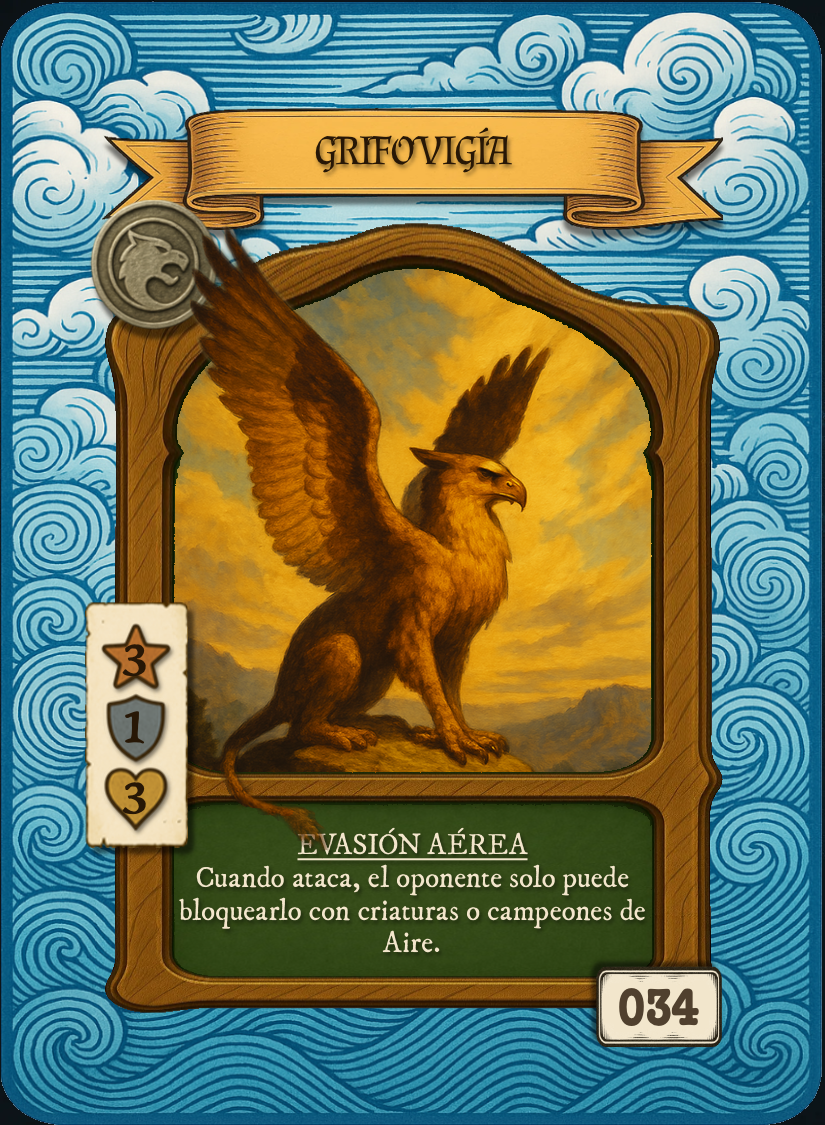 GRIFOVIGÍA
3
1
3
EVASIÓN AÉREA
Cuando ataca, el oponente solo puede
bloquearlo con criaturas o campeones de
Aire.
034